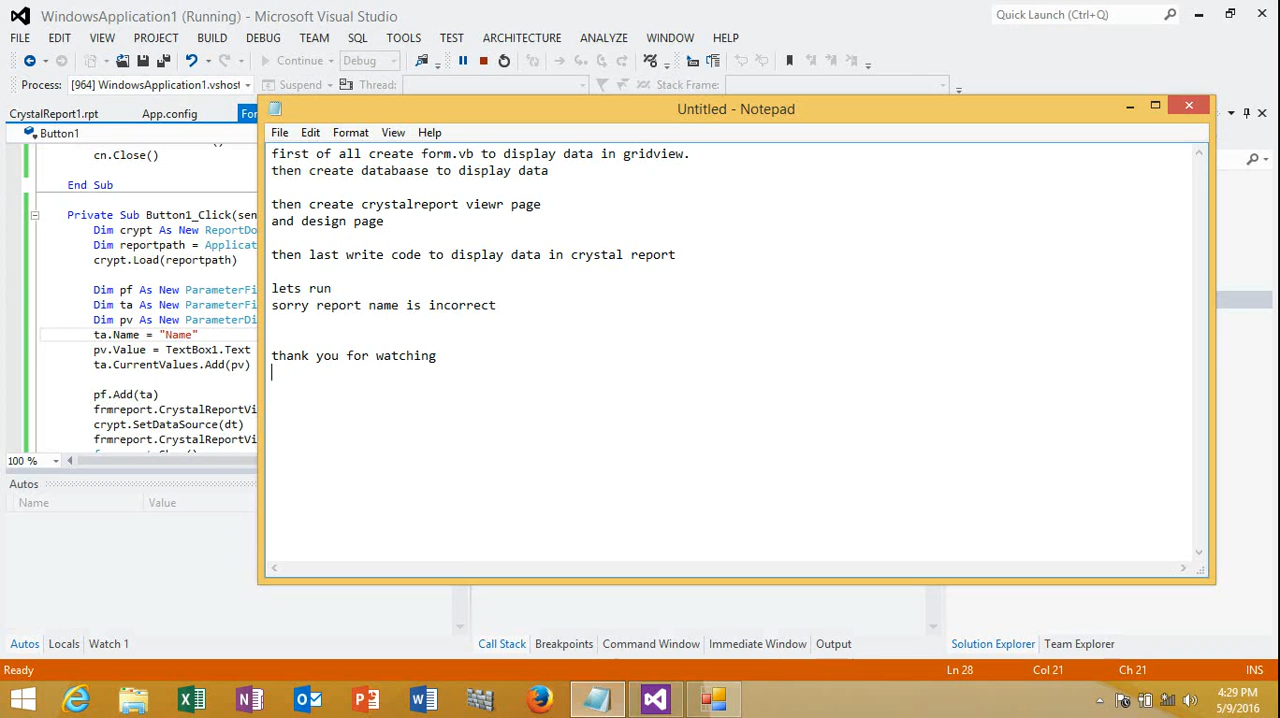 WindowsApplication1 (Running) - Microsoft Visual Studio
Quick Launch (Ctrl+Q)
FILE EDIT VIEW PROJECT BUILD DEBUG TEAM SQL TOOLS TEST ARCHITECTURE ANALYZE WINDOW HELP
Continue Debug
Process: [964] WindowsApplication1.vshost Suspend Thread: Stack Frame:
CrystalReport1.rpt App.config For
Button1
cn.Close()
End Sub
Private Sub Button1_Click(sen
Dim crypt As New ReportDo
Dim reportpath = Applicat
crypt.Load(reportpath)
Dim pf As New ParameterFi
Dim ta As New ParameterFi
Dim pv As New ParameterDi
ta.Name = "Name"
pv.Value = TextBox1.Text
ta.CurrentValues.Add(pv)
pf.Add(ta)
frmreport.CrystalReportVi
crypt.SetDataSource(dt)
frmreport.CrystalReportVi
100 %
Autos
Name Value
Untitled - Notepad
File Edit Format View Help
first of all create form.vb to display data in gridview.
then create databaase to display data
then create crystalreport viewr page
and design page
then last write code to display data in crystal report
lets run
sorry report name is incorrect
thank you for watching
Autos Locals Watch 1 Call Stack Breakpoints Command Window Immediate Window Output Solution Explorer Team Explorer
Ready Ln 28 Col 21 Ch 21 INS
4:29 PM
5/9/2016